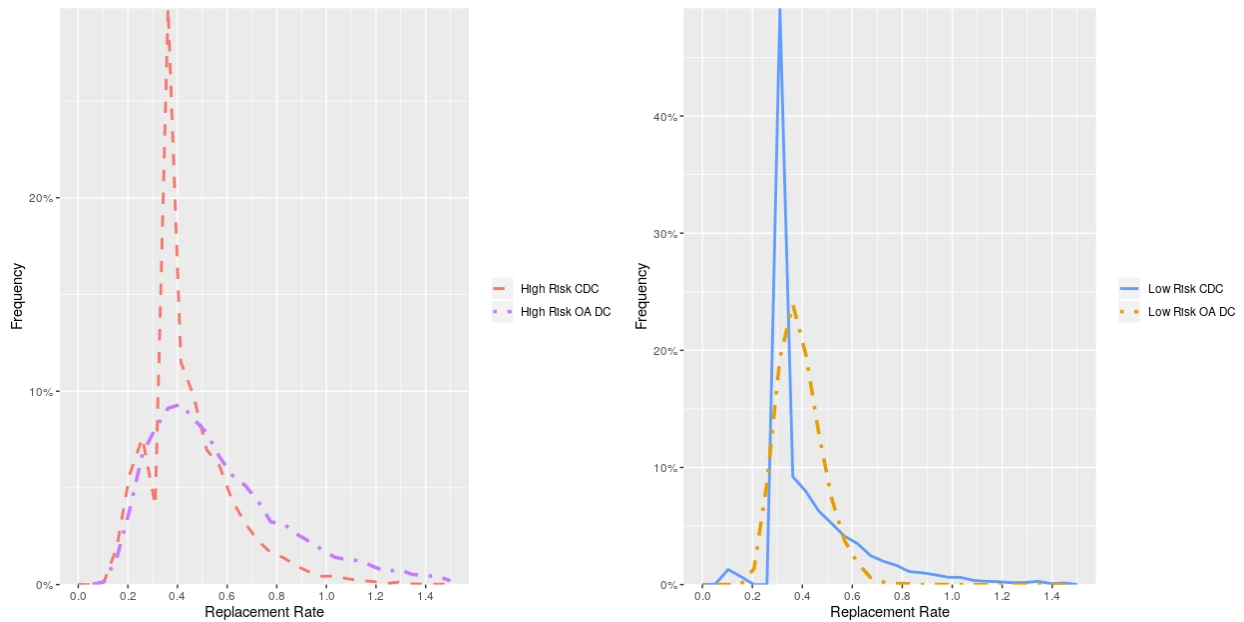 20%
10%
0%
0.0 0.2 0.4 0.6 0.8 1.0 1.2 1.4
Replacement Rate
Frequency
High Risk CDC
High Risk OA DC
40%
30%
20%
10%
0%
0.0 0.2 0.4 0.6 0.8 1.0 1.2 1.4
Replacement Rate
Frequency
Low Risk CDC
Low Risk OA DC